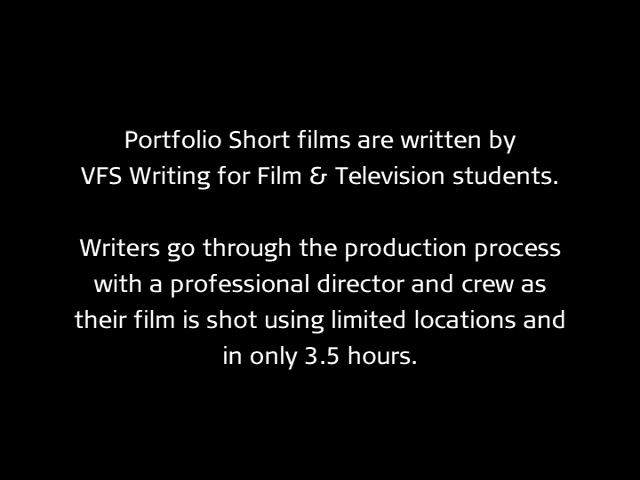 Portfolio Short films are written by
VFS Writing for Film & Television students.
Writers go through the production process
with a professional director and crew as
their film is shot using limited locations and
in only 3.5 hours.